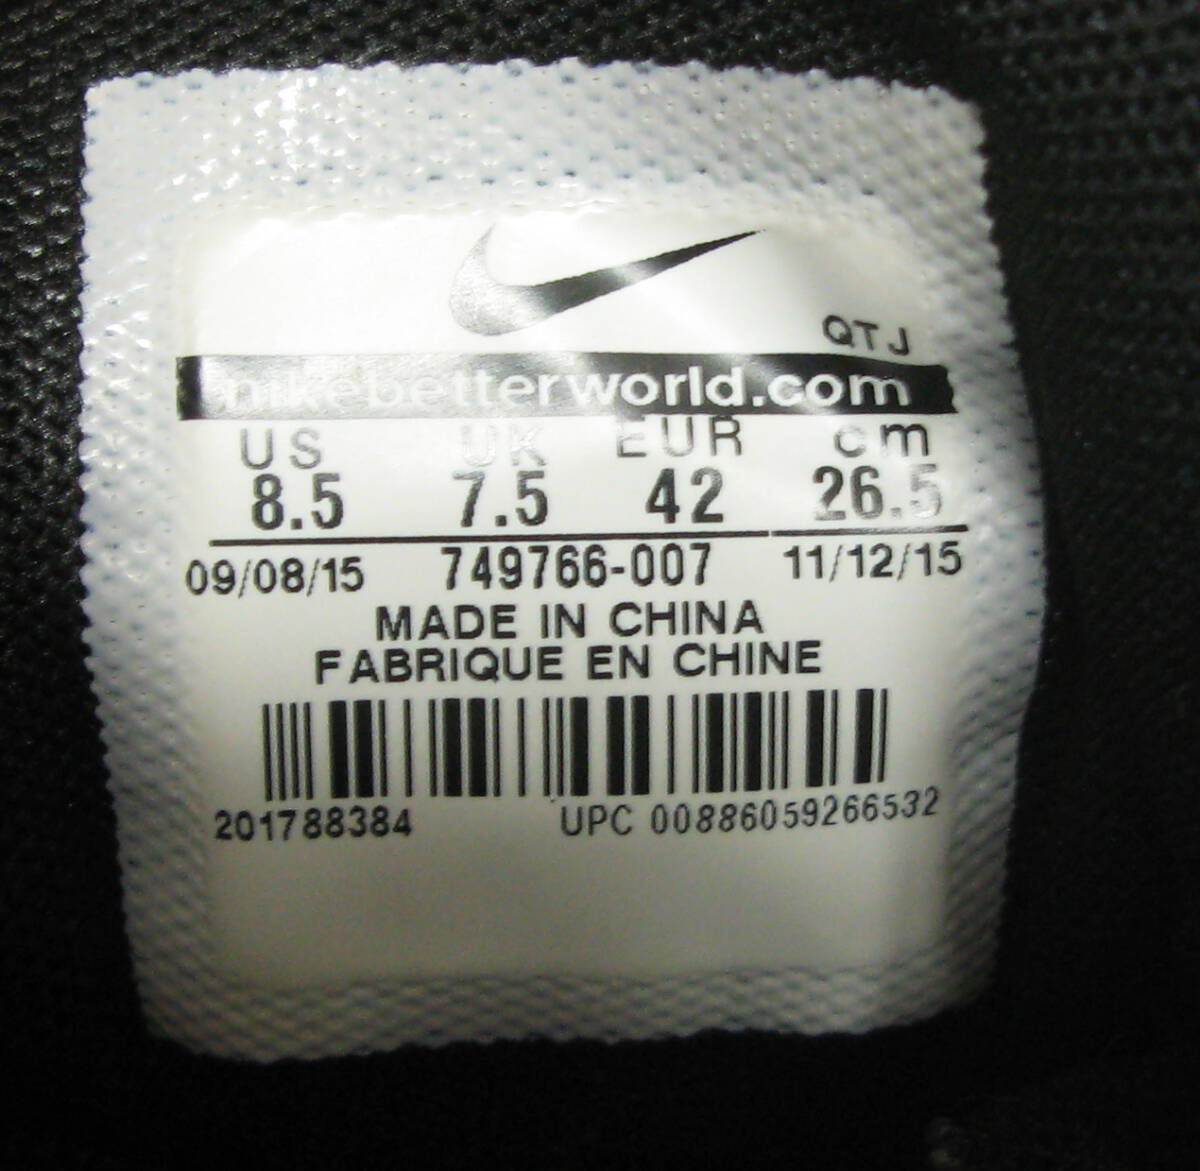 QTJ
nikebetterworld.com
US UK EUR cm
8.5 7.5 42 26.5
09/08/15 749766-007 11/12/15
MADE IN CHINA
FABRIQUE EN CHINE
201788384 UPC 00886059266532